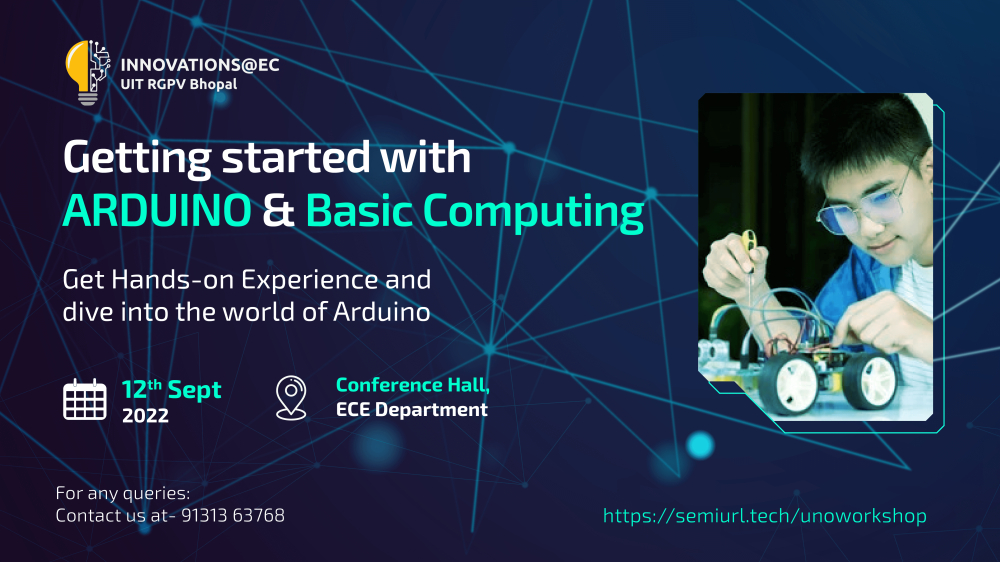 INNOVATIONS@EC
UIT RGPV Bhopal
Getting started with
ARDUINO & Basic Computing
Get Hands-on Experience and
dive into the world of Arduino
12th Sept
2022
Conference Hall,
ECE Department
For any queries:
Contact us at- 91313 63768
https://semiurl.tech/unoworkshop